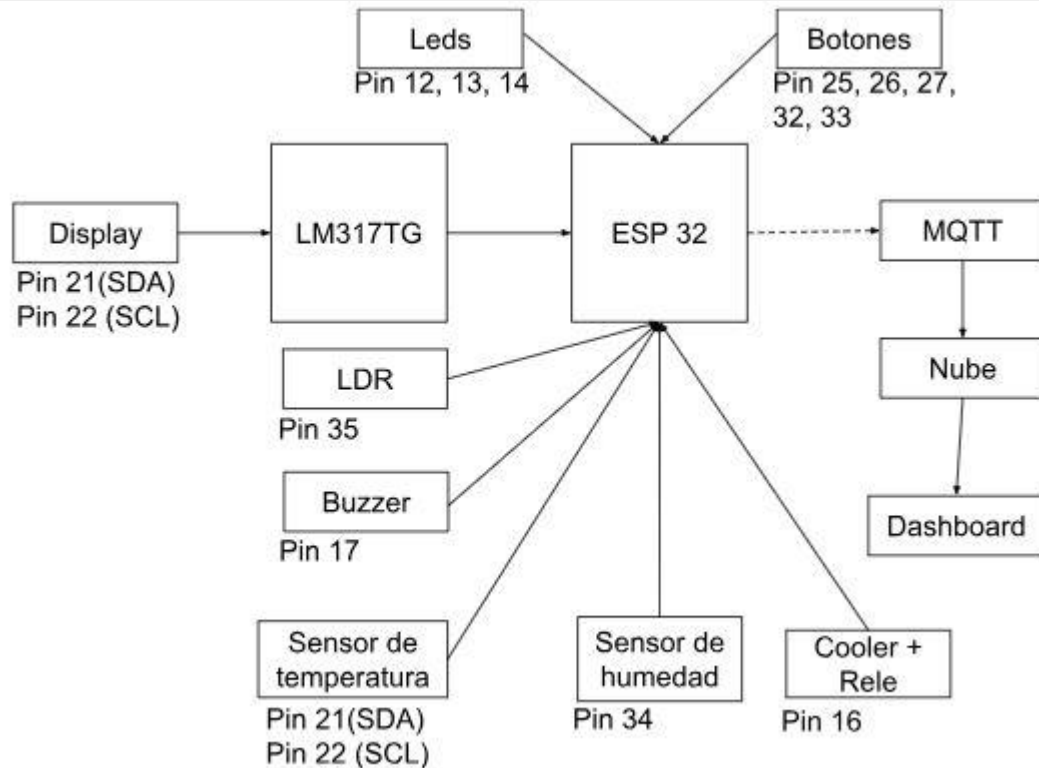 Leds
Pin 12, 13, 14
Botones
Pin 25, 26, 27,
32, 33
Display
Pin 21(SDA)
Pin 22 (SCL)
LM317TG
ESP 32
MQTT
LDR
Pin 35
Nube
Buzzer
Pin 17
Dashboard
Sensor de
temperatura
Pin 21(SDA)
Pin 22 (SCL)
Sensor de
humedad
Pin 34
Cooler +
Rele
Pin 16